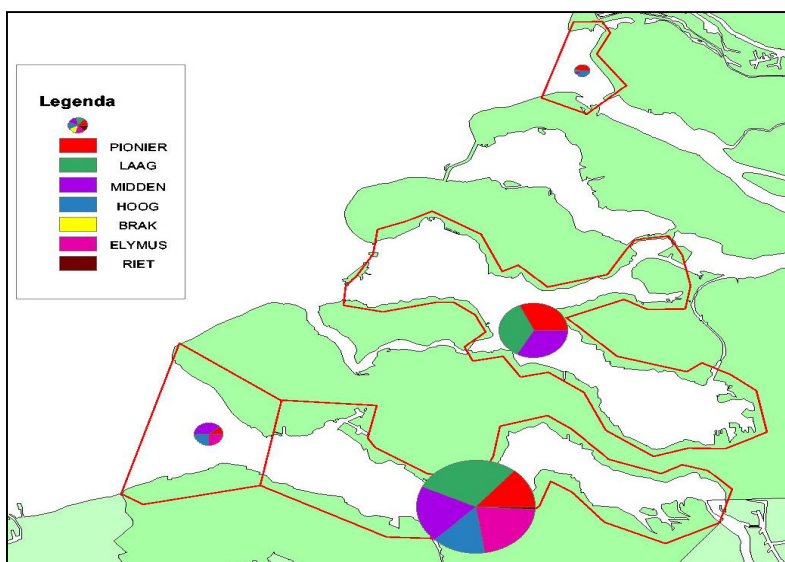 Legenda
PIONIER
LAAG
MIDDEN
HOOG
BRAK
ELYMUS
RIET